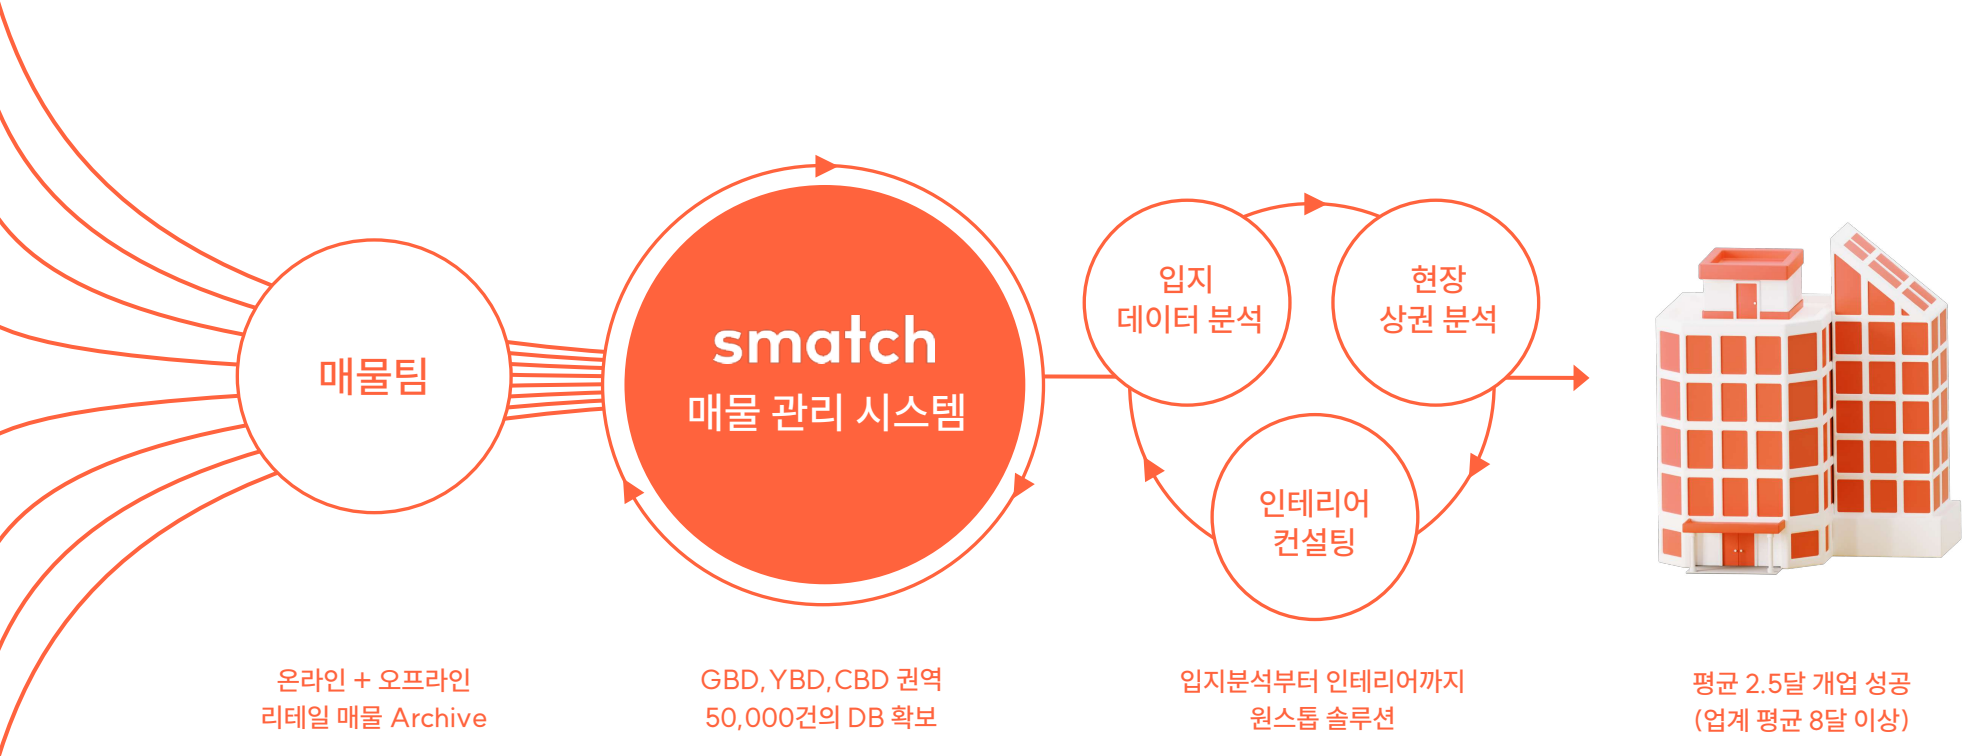 매물팀
온라인 + 오프라인
리테일 매물 Archive
smatch
매물 관리 시스템
GBD, YBD, CBD 권역
50,000건의 DB 확보
입지
데이터 분석
현장
상권 분석
인테리어
컨설팅
입지분석부터 인테리어까지
원스톱 솔루션
평균 2.5달 개업 성공
(업계 평균 8달 이상)